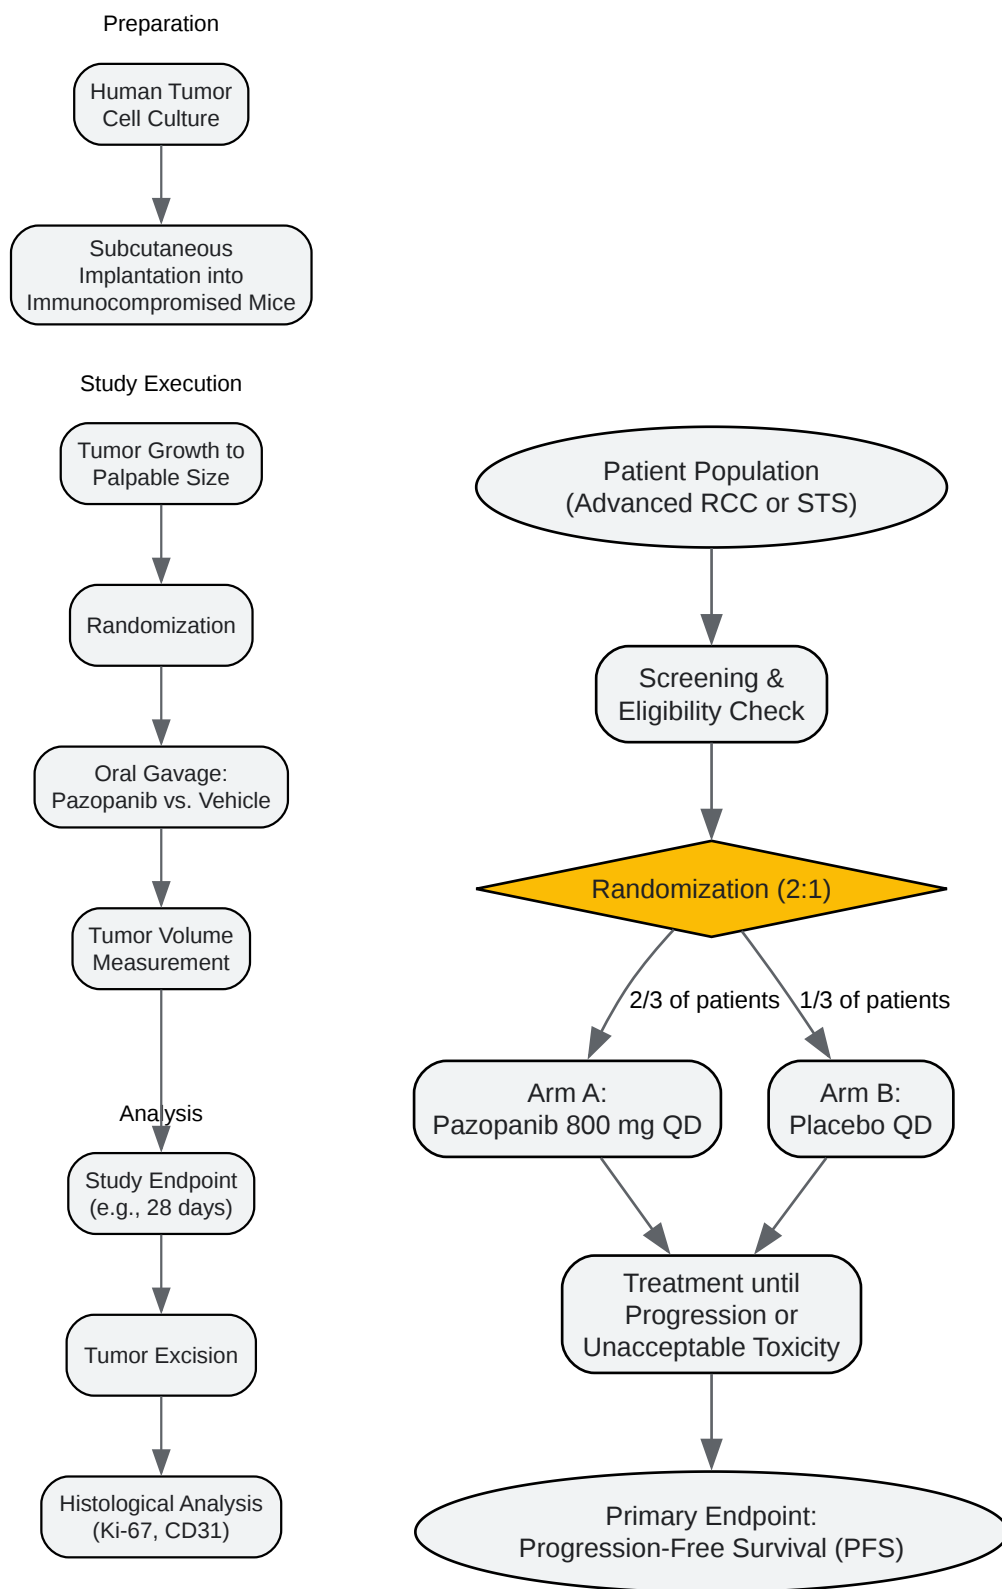 Preparation
Human Tumor
Cell Culture
Subcutaneous
Implantation into
Immunocompromised Mice
Study Execution
Tumor Growth to
Palpable Size
Randomization
Oral Gavage:
Pazopanib vs. Vehicle
Tumor Volume
Measurement
Analysis
Study Endpoint
(e.g., 28 days)
Tumor Excision
Histological Analysis
(Ki-67, CD31)
Patient Population
(Advanced RCC or STS)
Screening &
Eligibility Check
Randomization (2:1)
2/3 of patients
1/3 of patients
Arm A:
Pazopanib 800 mg QD
Arm B:
Placebo QD
Treatment until
Progression or
Unacceptable Toxicity
Primary Endpoint:
Progression-Free Survival (PFS)